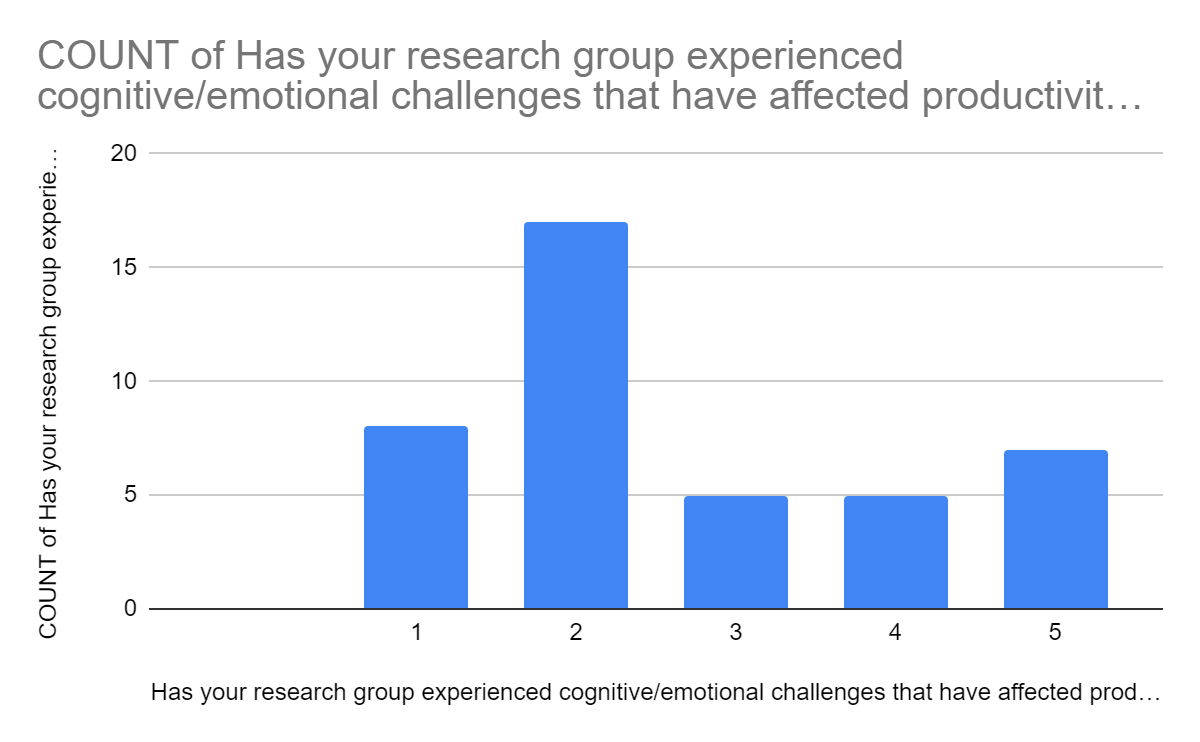 COUNT of Has your research group experienced
cognitive/emotional challenges that have affected productivit…
COUNT of Has your research group experie…
20
15
10
5
0
1
2
3
4
5
Has your research group experienced cognitive/emotional challenges that have affected prod…